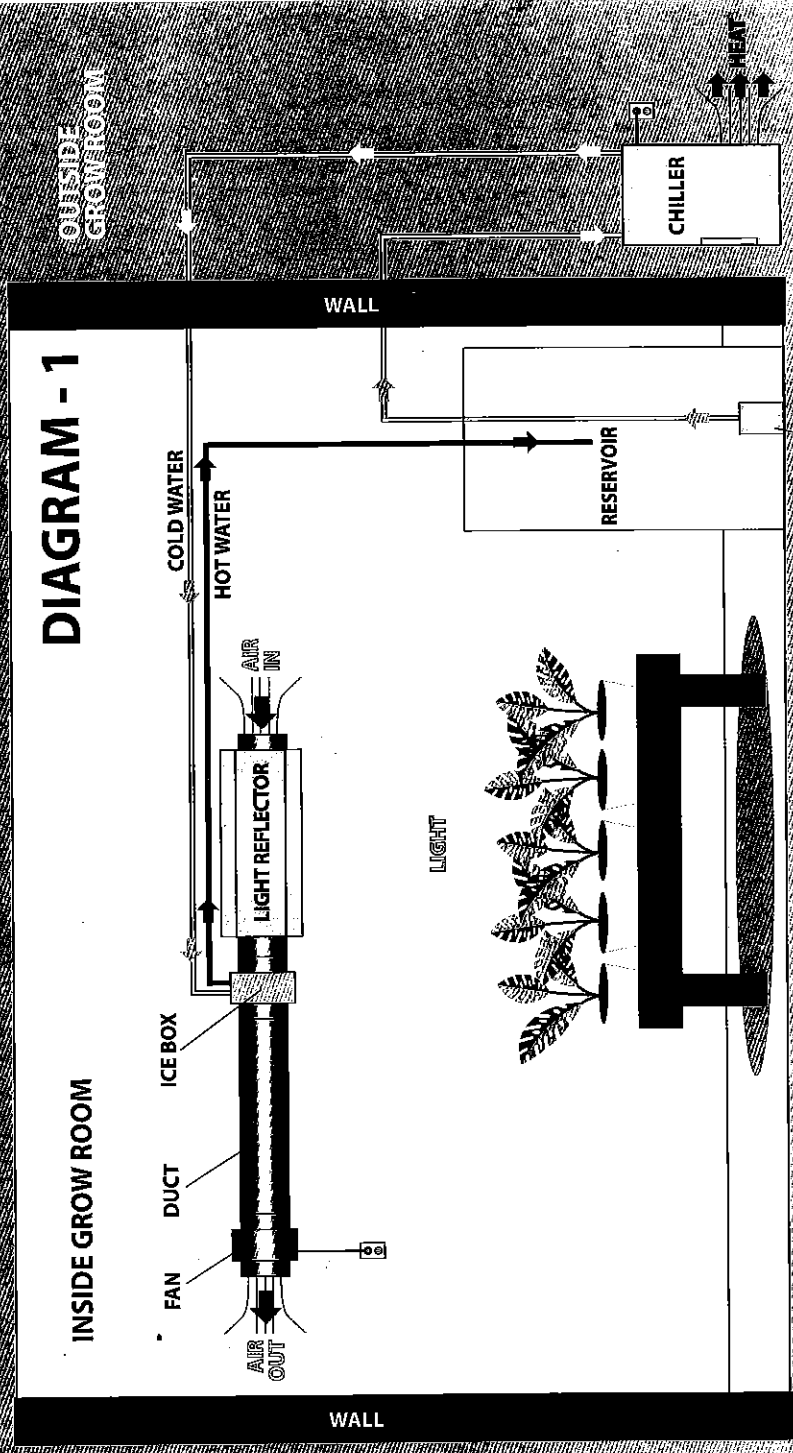 DIAGRAM - 1
INSIDE GROW ROOM
OUTSIDE
GROW ROOM
COLD WATER
HOT WATER
FAN
DUCT
ICE BOX
LIGHT REFLECTOR
AIR
IN
AIR
OUT
LIGHT
RESERVOIR
CHILLER
HEAT
WALL
WALL